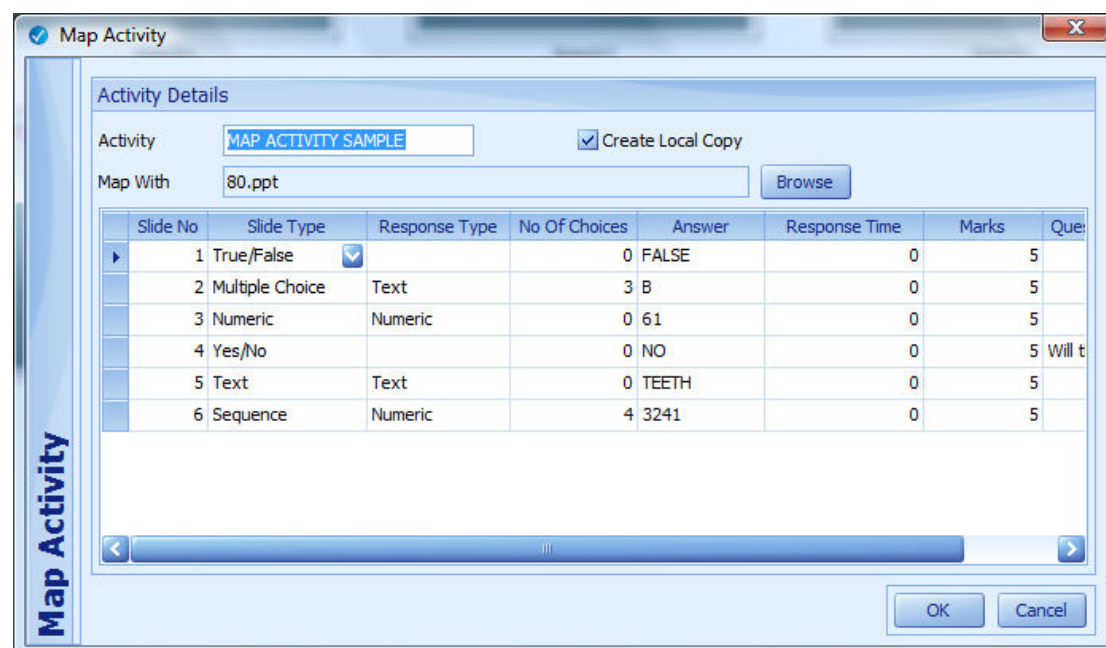 Map Activity
Activity Details
Activity MAP ACTIVITY SAMPLE Create Local Copy
Map With 80.ppt Browse
Slide No Slide Type Response Type No Of Choices Answer Response Time Marks Ques
1 True/False 0 FALSE 0 5
2 Multiple Choice Text 3 B 0 5
3 Numeric Numeric 0 61 0 5
4 Yes/No 0 NO 0 5 Will t
5 Text Text 0 TEETH 0 5
6 Sequence Numeric 4 3241 0 5
Map Activity
OK Cancel